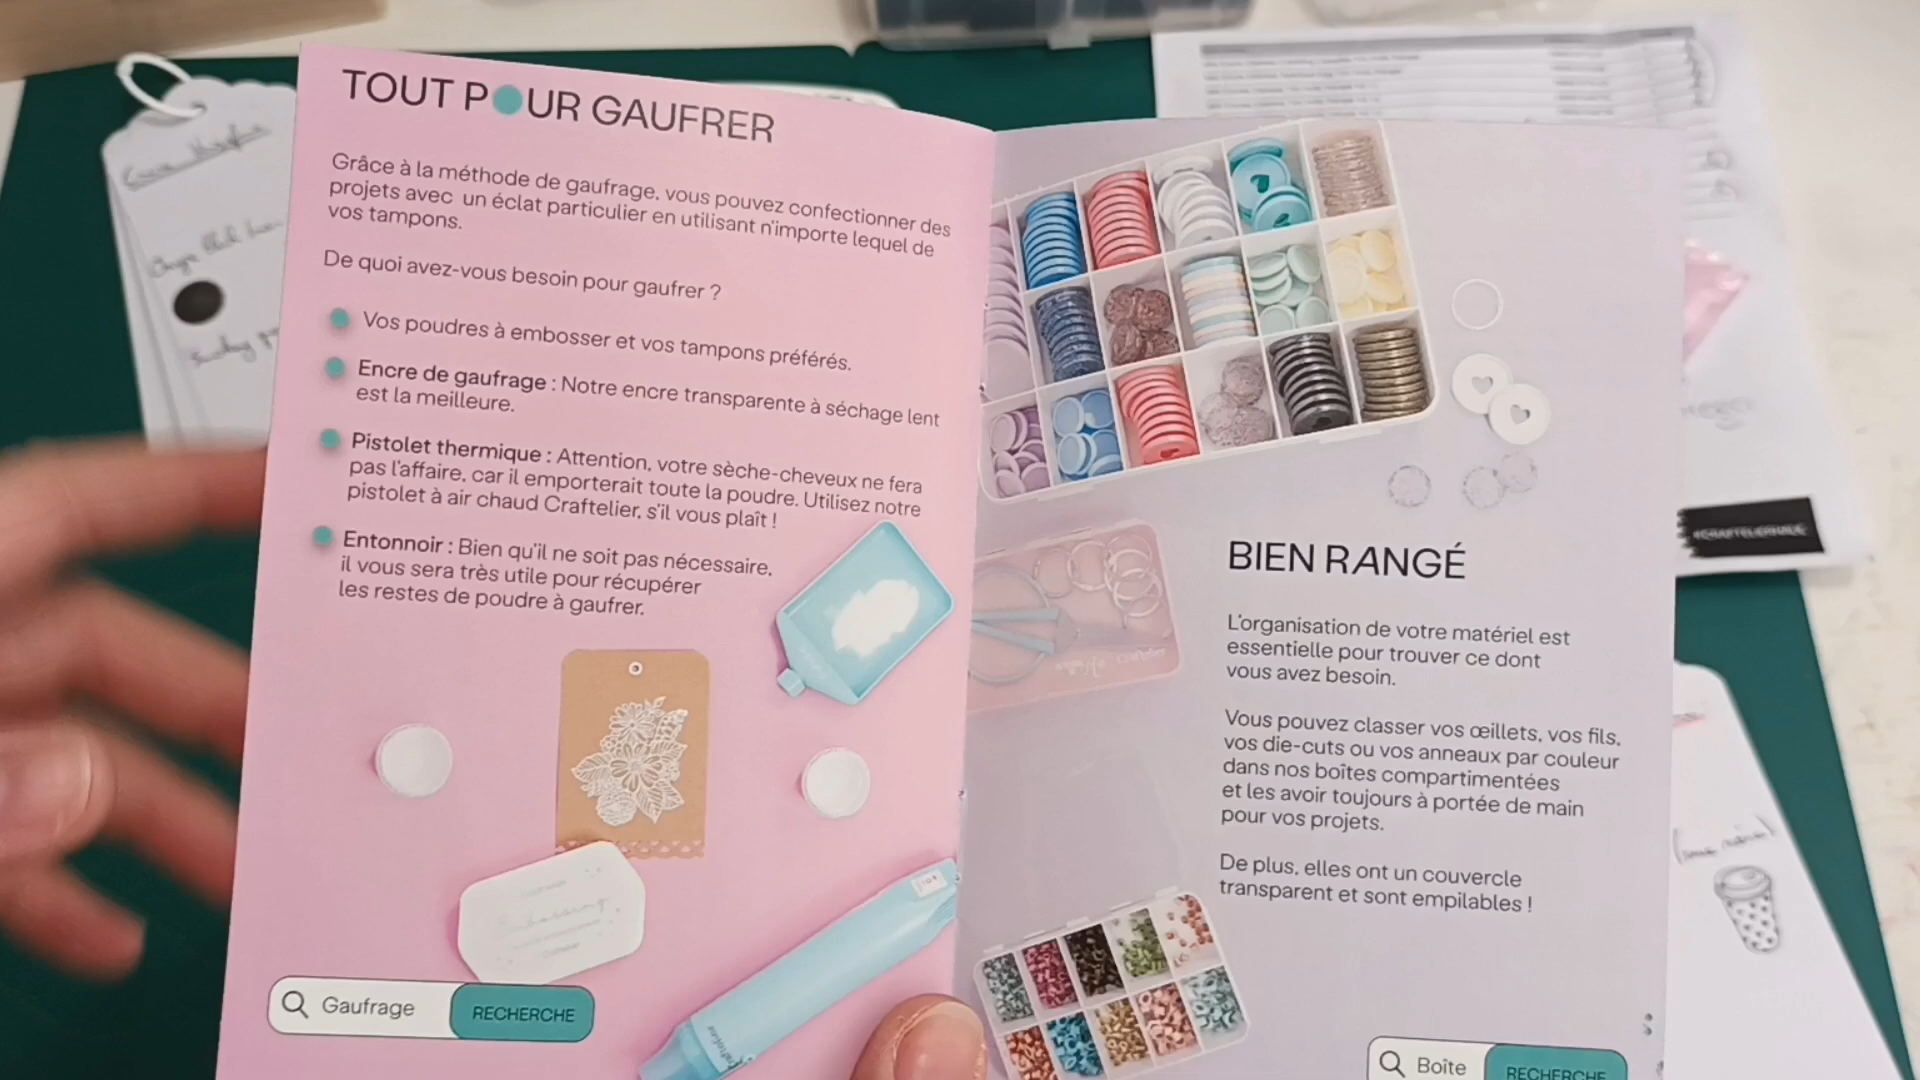 TOUT POUR GAUFRER
Grâce à la méthode de gaufrage, vous pouvez confectionner des
projets avec un éclat particulier en utilisant n'importe lequel de
vos tampons.
De quoi avez-vous besoin pour gaufrer ?
Vos poudres à embosser et vos tampons préférés.
Encre de gaufrage : Notre encre transparente à séchage lent
est la meilleure.
Pistolet thermique : Attention, votre sèche-cheveux ne fera
pas l'affaire, car il emporterait toute la poudre. Utilisez notre
pistolet à air chaud Craftelier, s'il vous plaît !
Entonnoir : Bien qu'il ne soit pas nécessaire,
il vous sera très utile pour récupérer
les restes de poudre à gaufrer.
Gaufrage RECHERCHE
BIEN RANGÉ
L'organisation de votre matériel est
essentielle pour trouver ce dont
vous avez besoin.
Vous pouvez classer vos œillets, vos fils,
vos die-cuts ou vos anneaux par couleur
dans nos boîtes compartimentées
et les avoir toujours à portée de main
pour vos projets.
De plus, elles ont un couvercle
transparent et sont empilables !
Boîte RECHERCHE